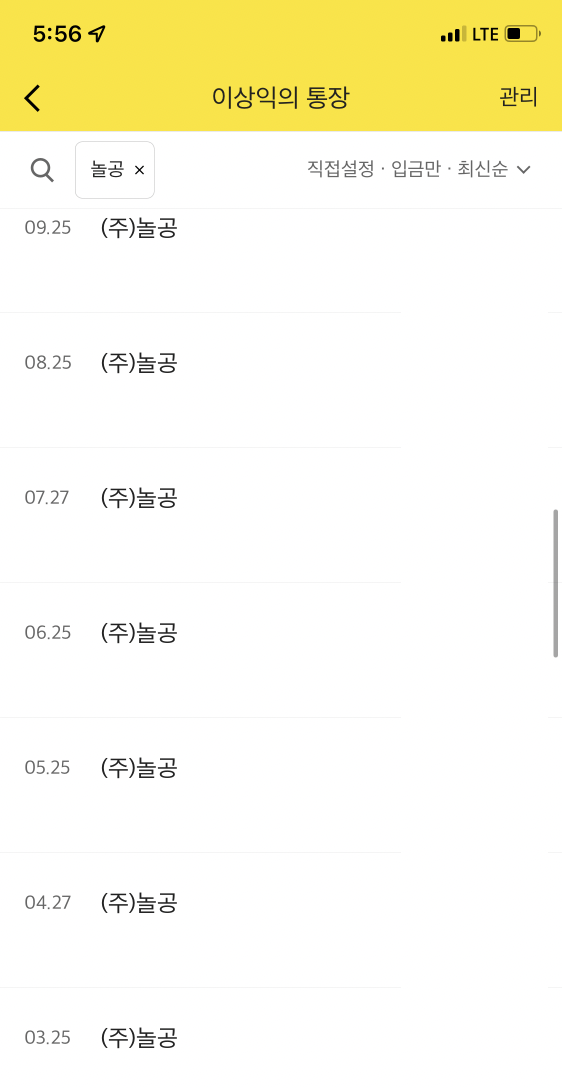 5:56 LTE
이상익의 통장 관리
놀공 × 직접설정 · 입금만 · 최신순
09.25 (주)놀공
08.25 (주)놀공
07.27 (주)놀공
06.25 (주)놀공
05.25 (주)놀공
04.27 (주)놀공
03.25 (주)놀공